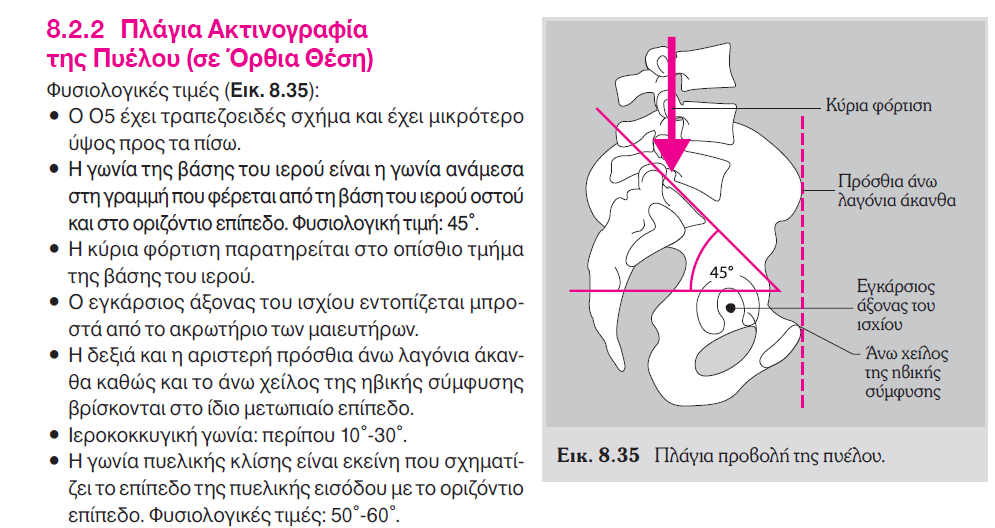 8.2.2 Πλάγια Ακτινογραφία
της Πυέλου (σε Όρθια Θέση)
Φυσιολογικές τιμές (Εικ. 8.35):
• Ο Ο5 έχει τραπεζοειδές σχήμα και έχει μικρότερο
ύψος προς τα πίσω.
• Η γωνία της βάσης του ιερού είναι η γωνία ανάμεσα
στη γραμμή που φέρεται από τη βάση του ιερού οστού
και στο οριζόντιο επίπεδο. Φυσιολογική τιμή: 45˚.
• Η κύρια φόρτιση παρατηρείται στο οπίσθιο τμήμα
της βάσης του ιερού.
• Ο εγκάρσιος άξονας του ισχίου εντοπίζεται μπρο-
στά από το ακρωτήριο των μαιευτήρων.
• Η δεξιά και η αριστερή πρόσθια άνω λαγόνια άκαν-
θα καθώς και το άνω χείλος της ηβικής σύμφυσης
βρίσκονται στο ίδιο μετωπιαίο επίπεδο.
• Ιεροκοκκυγική γωνία: περίπου 10˚-30˚.
• Η γωνία πυελικής κλίσης είναι εκείνη που σχηματί-
ζει το επίπεδο της πυελικής εισόδου με το οριζόντιο
επίπεδο. Φυσιολογικές τιμές: 50˚-60˚.
Κύρια φόρτιση
Πρόσθια άνω
λαγόνια άκανθα
45°
Εγκάρσιος
άξονας του
ισχίου
Άνω χείλος
της ηβικής
σύμφυσης
Εικ. 8.35 Πλάγια προβολή της πυέλου.